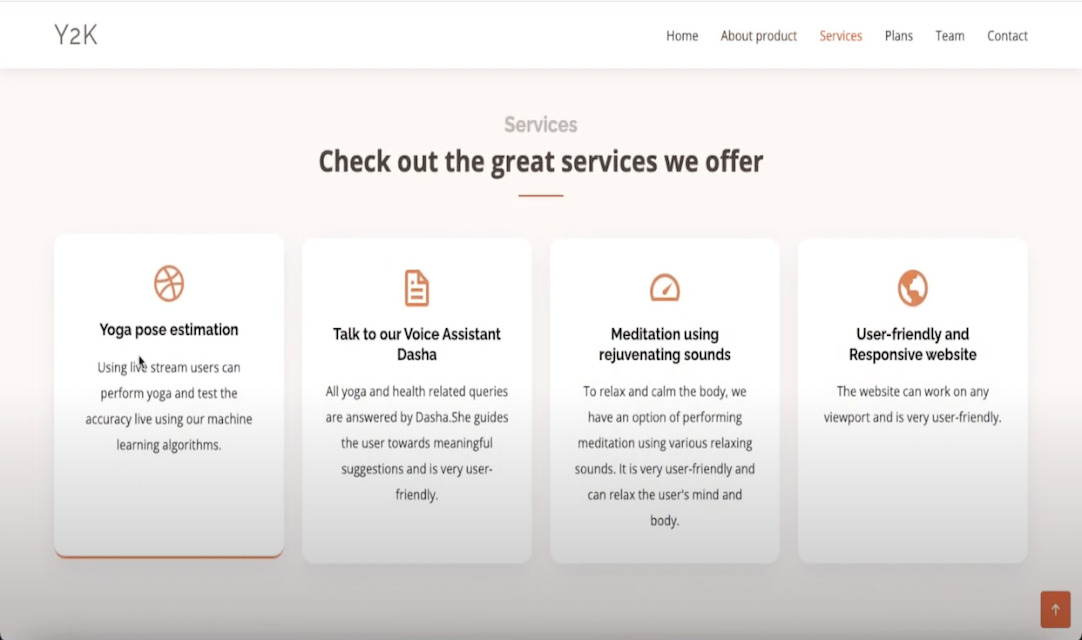 Y2K
Home About product Services Plans Team Contact
Services
Check out the great services we offer
Yoga pose estimation
Using live stream users can
perform yoga and test the
accuracy live using our machine
learning algorithms.
Talk to our Voice Assistant
Dasha
All yoga and health related queries
are answered by Dasha.She guides
the user towards meaningful
suggestions and is very user-
friendly.
Meditation using
rejuvenating sounds
To relax and calm the body, we
have an option of performing
meditation using various relaxing
sounds. It is very user-friendly and
can relax the user's mind and
body.
User-friendly and
Responsive website
The website can work on any
viewport and is very user-friendly.